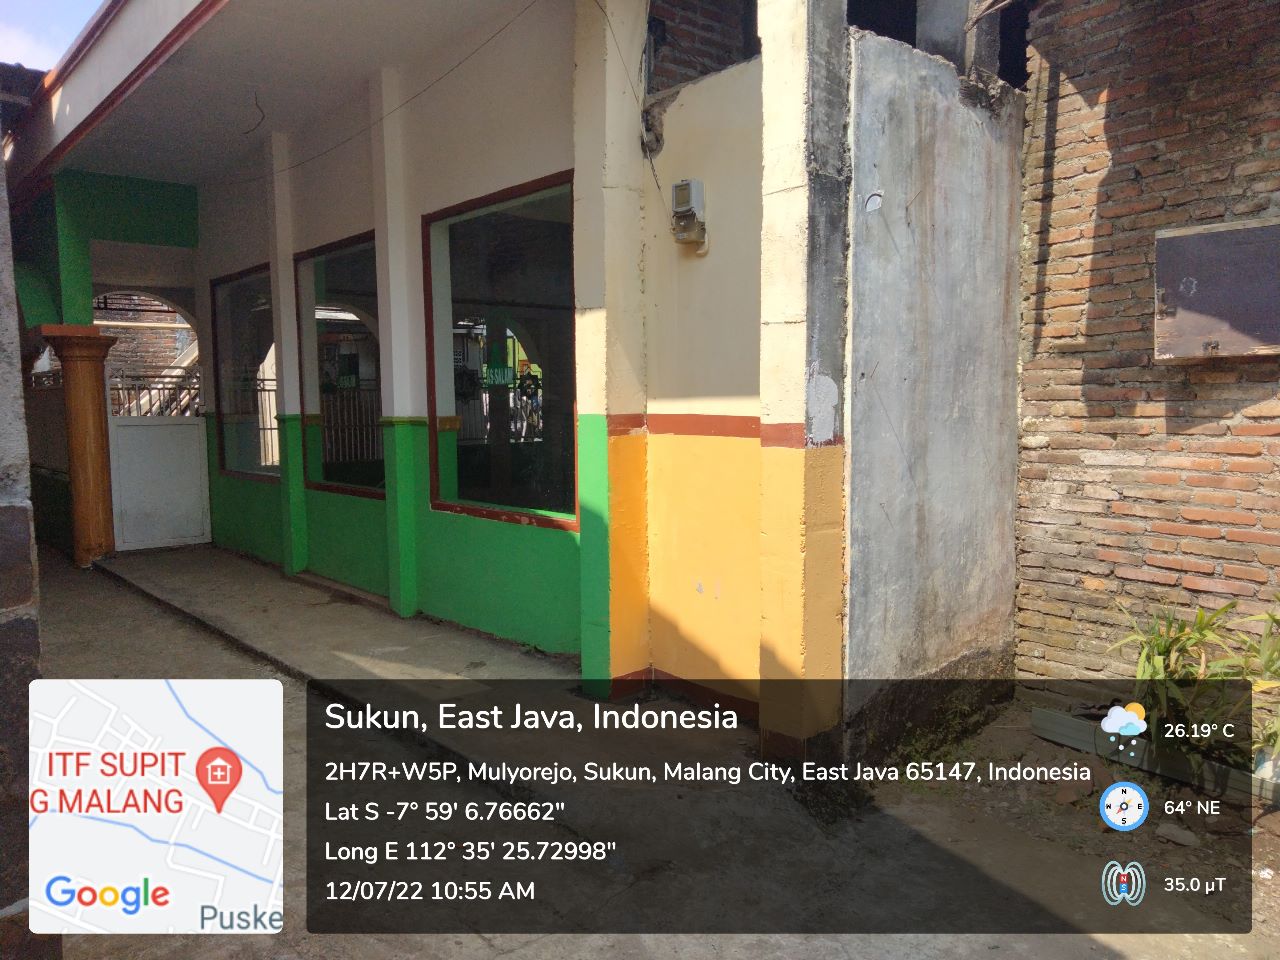 AS-SALAM
Sukun, East Java, Indonesia
2H7R+W5P, Mulyorejo, Sukun, Malang City, East Java 65147, Indonesia
Lat S -7° 59' 6.76662"
Long E 112° 35' 25.72998"
12/07/22 10:55 AM
26.19° C
N
W E
S
64° NE
N
S
35.0 µT
ITF SUPIT
G MALANG
Google
Puske